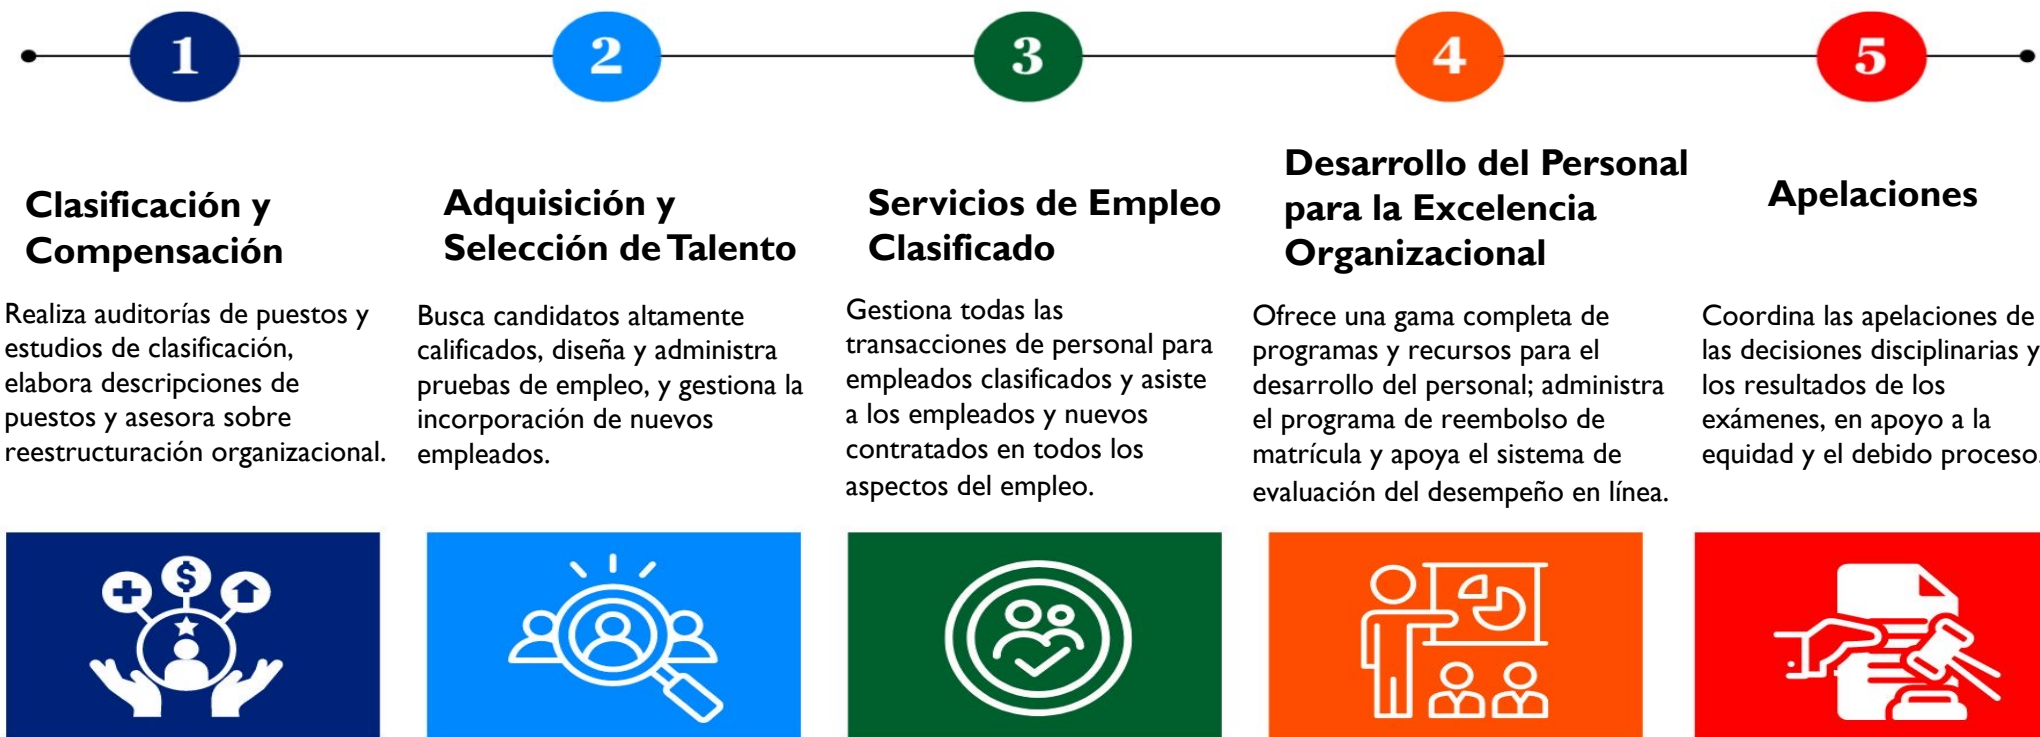 1
2
3
4
5
Clasificación y
Compensación
Realiza auditorías de puestos y
estudios de clasificación,
elabora descripciones de
puestos y asesora sobre
reestructuración organizacional.
Adquisición y
Selección de Talento
Busca candidatos altamente
calificados, diseña y administra
pruebas de empleo, y gestiona la
incorporación de nuevos
empleados.
Servicios de Empleo
Clasificado
Gestiona todas las
transacciones de personal para
empleados clasificados y asiste
a los empleados y nuevos
contratados en todos los
aspectos del empleo.
Desarrollo del Personal
para la Excelencia
Organizacional
Ofrece una gama completa de
programas y recursos para el
desarrollo del personal; administra
el programa de reembolso de
matrícula y apoya el sistema de
evaluación del desempeño en línea.
Apelaciones
Coordina las apelaciones de
las decisiones disciplinarias y
los resultados de los
exámenes, en apoyo a la
equidad y el debido proceso.
$